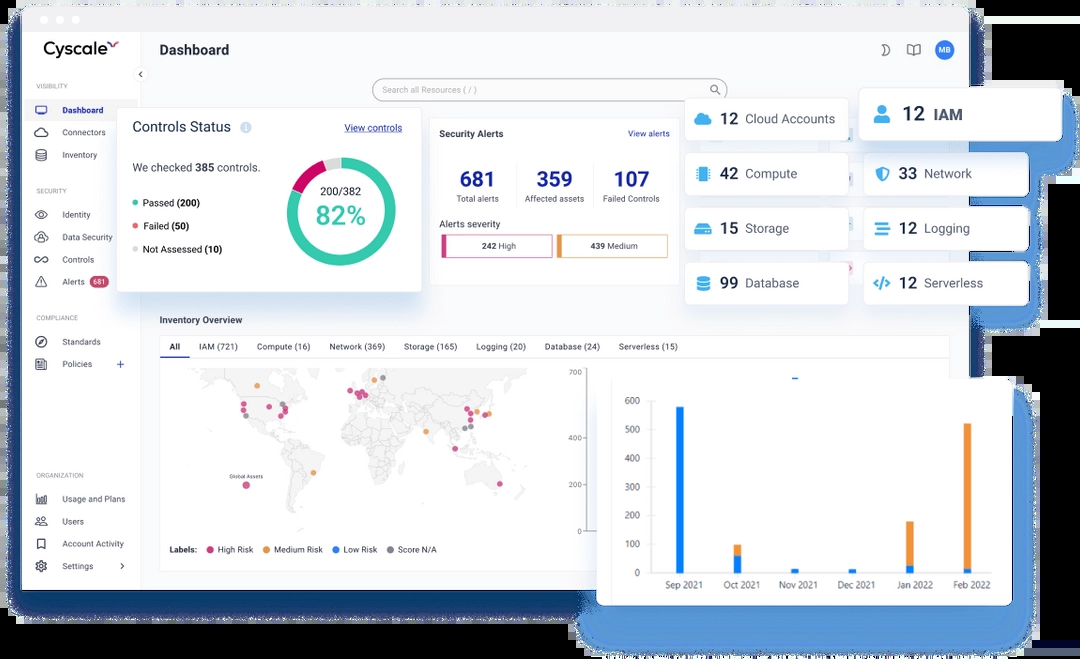 Cyscale
Dashboard
MB
Search all Resources ( / )
VISIBILITY
Dashboard
Connectors
Inventory
SECURITY
Identity
Data Security
Controls
Alerts 681
COMPLIANCE
Standards
Policies +
ORGANIZATION
Usage and Plans
Users
Account Activity
Settings
Controls Status
View controls
We checked 385 controls.
Passed (200)
Failed (50)
Not Assessed (10)
200/382
82%
Security Alerts
View alerts
681 359 107
Total alerts Affected assets Failed Controls
Alerts severity
242 High 439 Medium
12 Cloud Accounts
12 IAM
42 Compute
33 Network
15 Storage
12 Logging
99 Database
12 Serverless
Inventory Overview
All IAM (721) Compute (16) Network (369) Storage (165) Logging (20) Database (24) Serverless (15)
Global Assets
Labels: High Risk Medium Risk Low Risk Score N/A
700
400
200
0
600
500
400
300
200
100
0
Sep 2021 Oct 2021 Nov 2021 Dec 2021 Jan 2022 Feb 2022